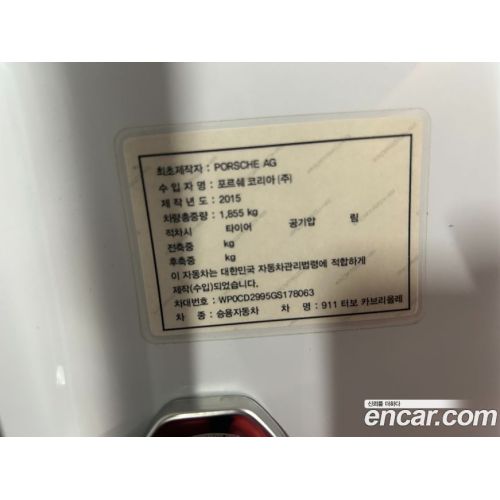 최초제작자 : PORSCHE AG
수 입 자 명 : 포르쉐 코리아 (주)
제 작 년 도 : 2015
차량총중량 : 1,855 kg
적차시 타이어 공기압 림
전축중 kg
후축중 kg
이 자동차는 대한민국 자동차관리법령에 적합하게
제작(수입)되었습니다.
차대번호 : WP0CD2995GS178063
차 종 : 승용자동차 차 명 : 911 터보 카브리올레
신뢰를 더하다
encar.com